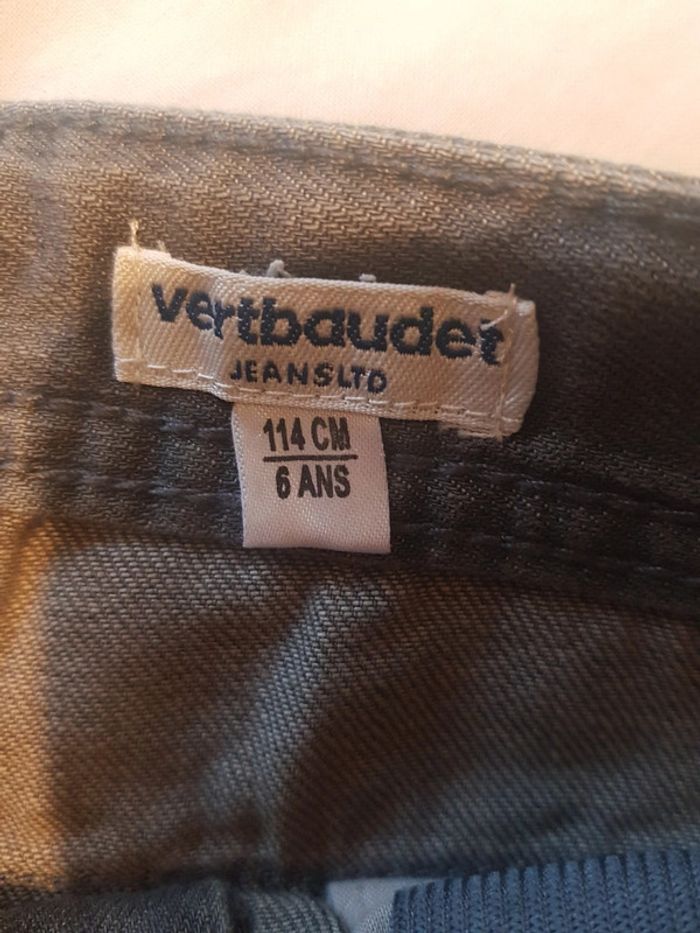 vertbaudet
JEANSLTD
114 CM
6 ANS